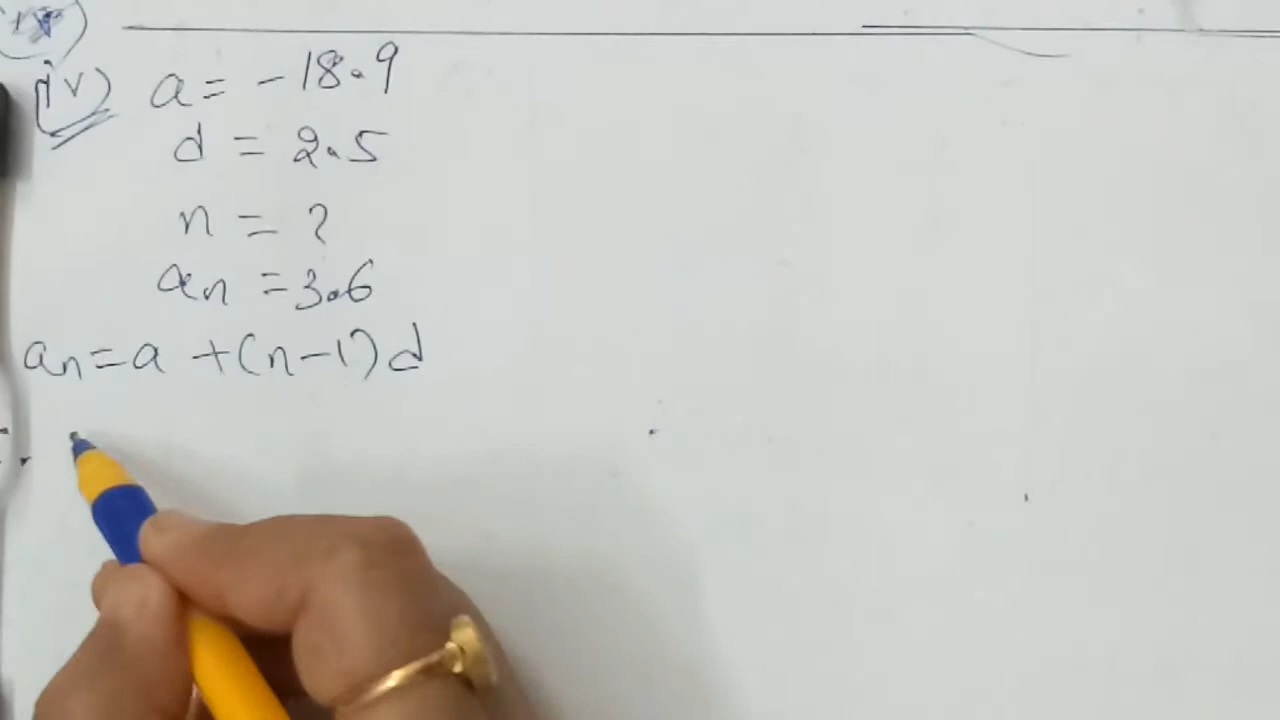 iv) a = -18.9
d = 2.5
n = ?
an = 3.6
an = a + (n-1)d